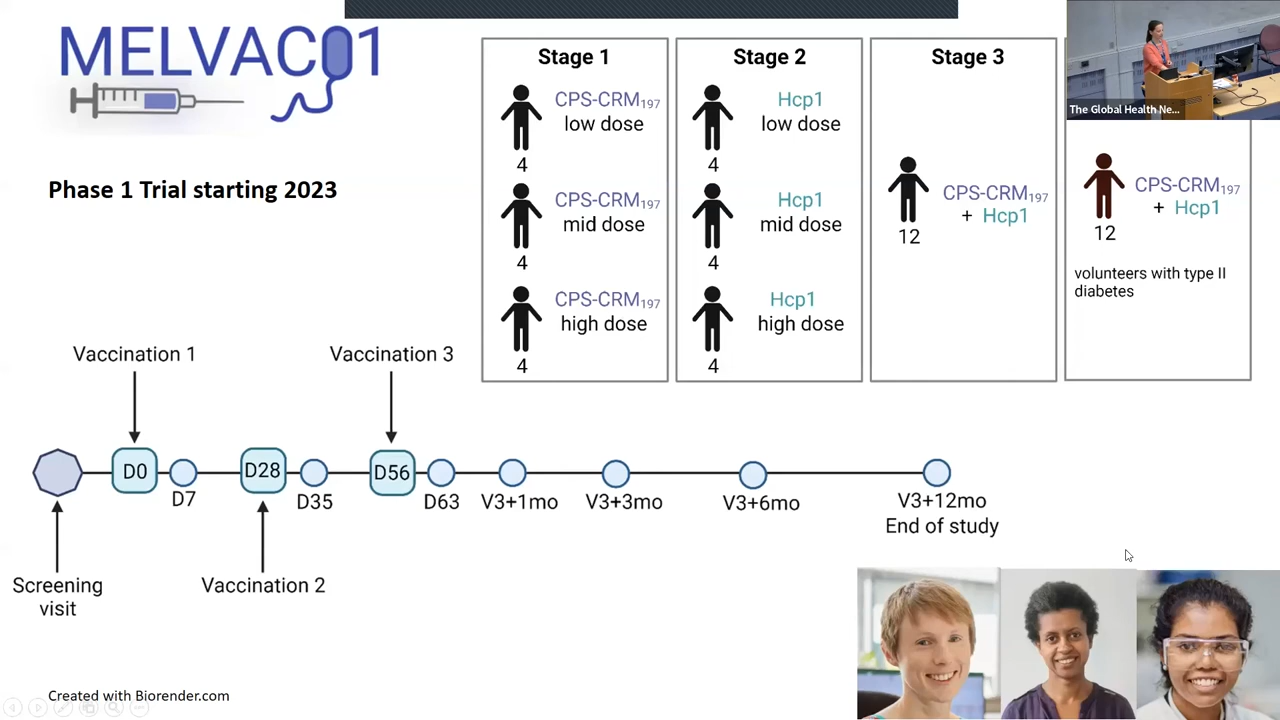 MELVAC01
Phase 1 Trial starting 2023
Stage 1
CPS-CRM197
low dose
4
CPS-CRM197
mid dose
4
CPS-CRM197
high dose
4
Stage 2
Hcp1
low dose
4
Hcp1
mid dose
4
Hcp1
high dose
4
Stage 3
CPS-CRM197
+ Hcp1
12
The Global Health Ne...
CPS-CRM197
+ Hcp1
12
volunteers with type II
diabetes
Vaccination 1
Vaccination 3
D0
D7
D28
D35
D56
D63
V3+1mo
V3+3mo
V3+6mo
V3+12mo
End of study
Screening
visit
Vaccination 2
Created with Biorender.com